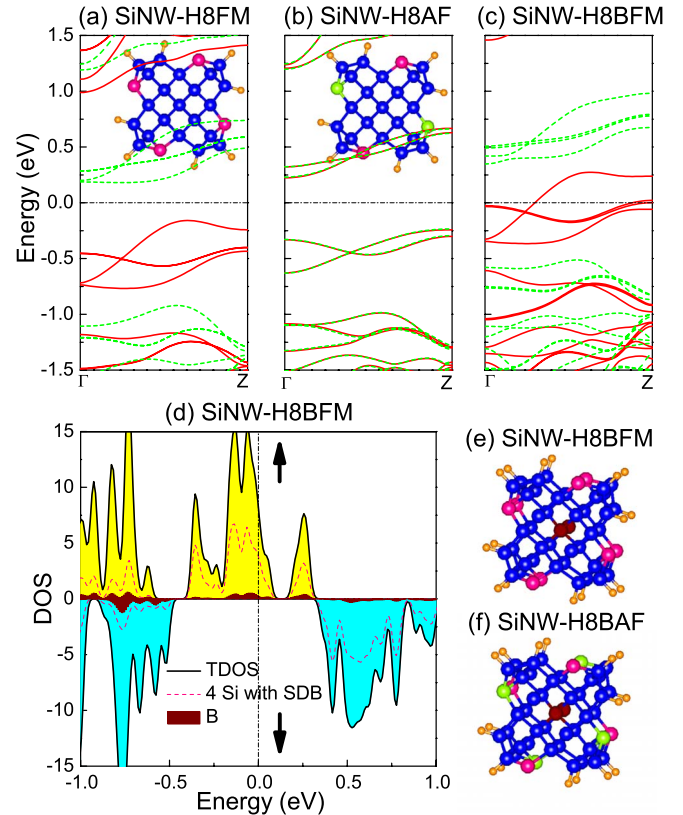 (a) SiNW-H8FM (b) SiNW-H8AF (c) SiNW-H8BFM
1.5
1.0
0.5
0.0
-0.5
-1.0
-1.5
Energy (eV)
Γ Z Γ Z Γ Z
(d) SiNW-H8BFM
15
10
5
0
-5
-10
-15
DOS
TDOS
4 Si with SDB
B
-1.0 -0.5 0.0 0.5 1.0
Energy (eV)
(e) SiNW-H8BFM
(f) SiNW-H8BAF